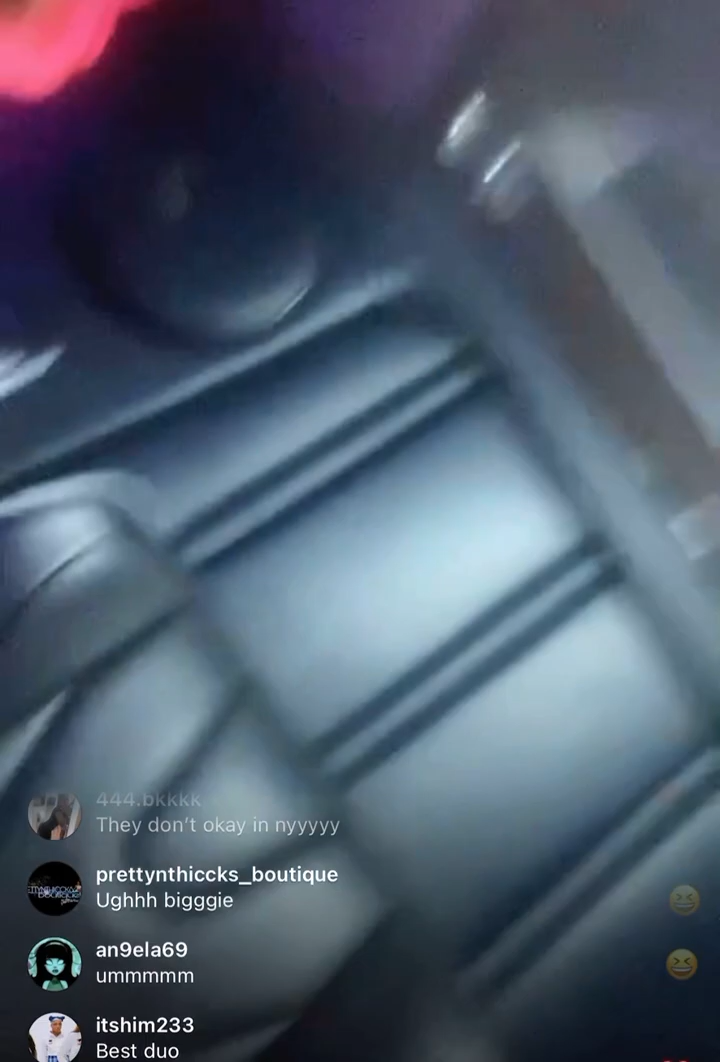 444.bkkkk
They don’t okay in nyyyyy
prettynthiccks_boutique
Ughhh bigggie
an9ela69
ummmmm
itshim233
Best duo